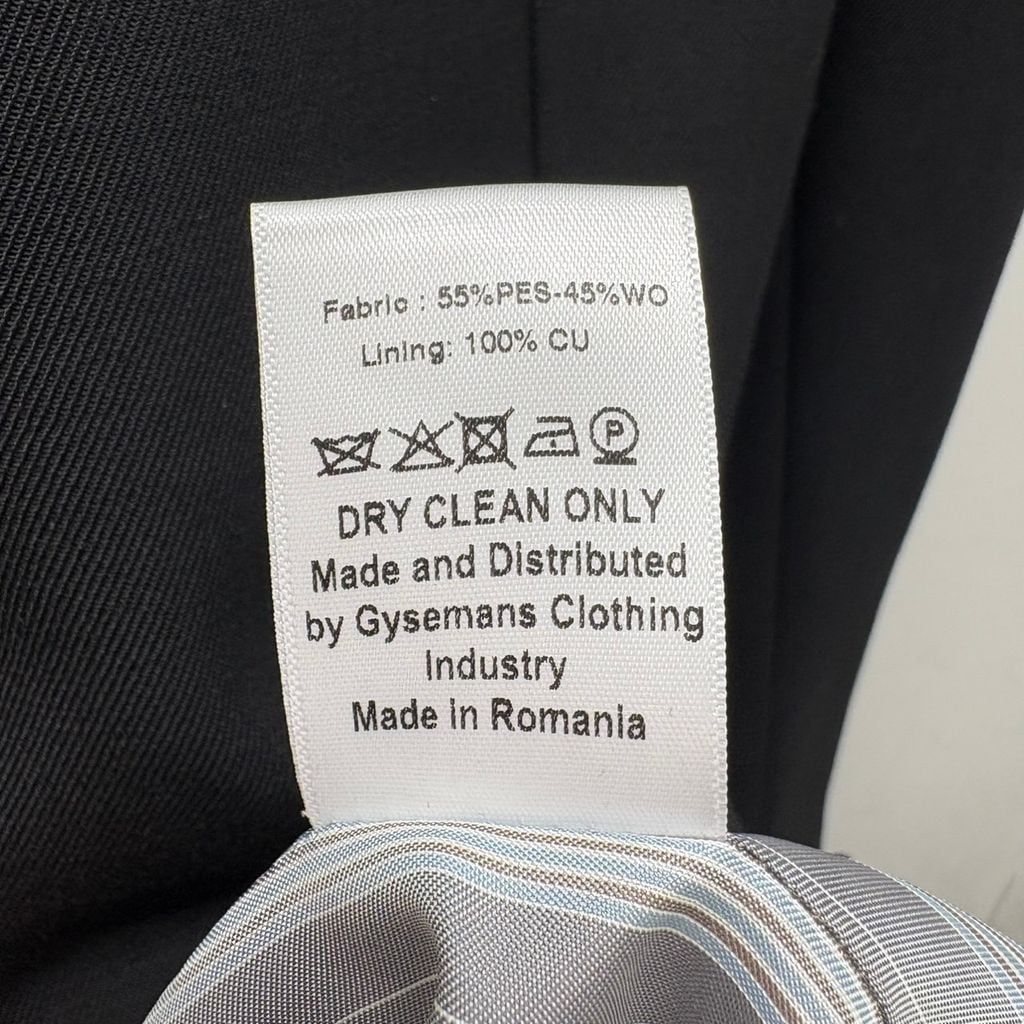 Fabric : 55%PES-45%WO
Lining: 100% CU
P
DRY CLEAN ONLY
Made and Distributed
by Gysemans Clothing
Industry
Made in Romania